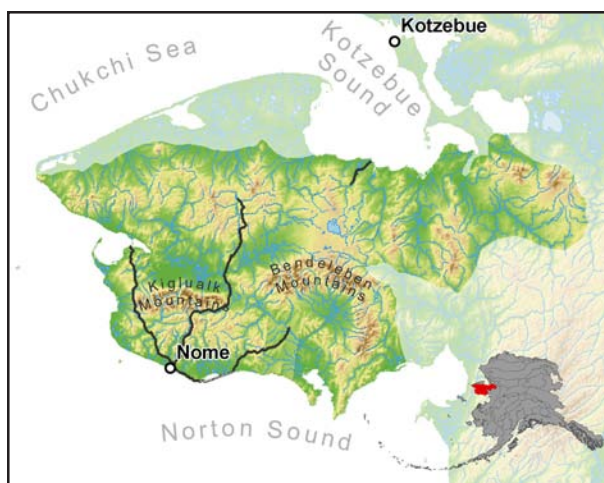 Kotzebue
Chukchi Sea
Kotzebue
Sound
Bendeleben
Mountains
Kigluaik
Mountains
Nome
Norton Sound